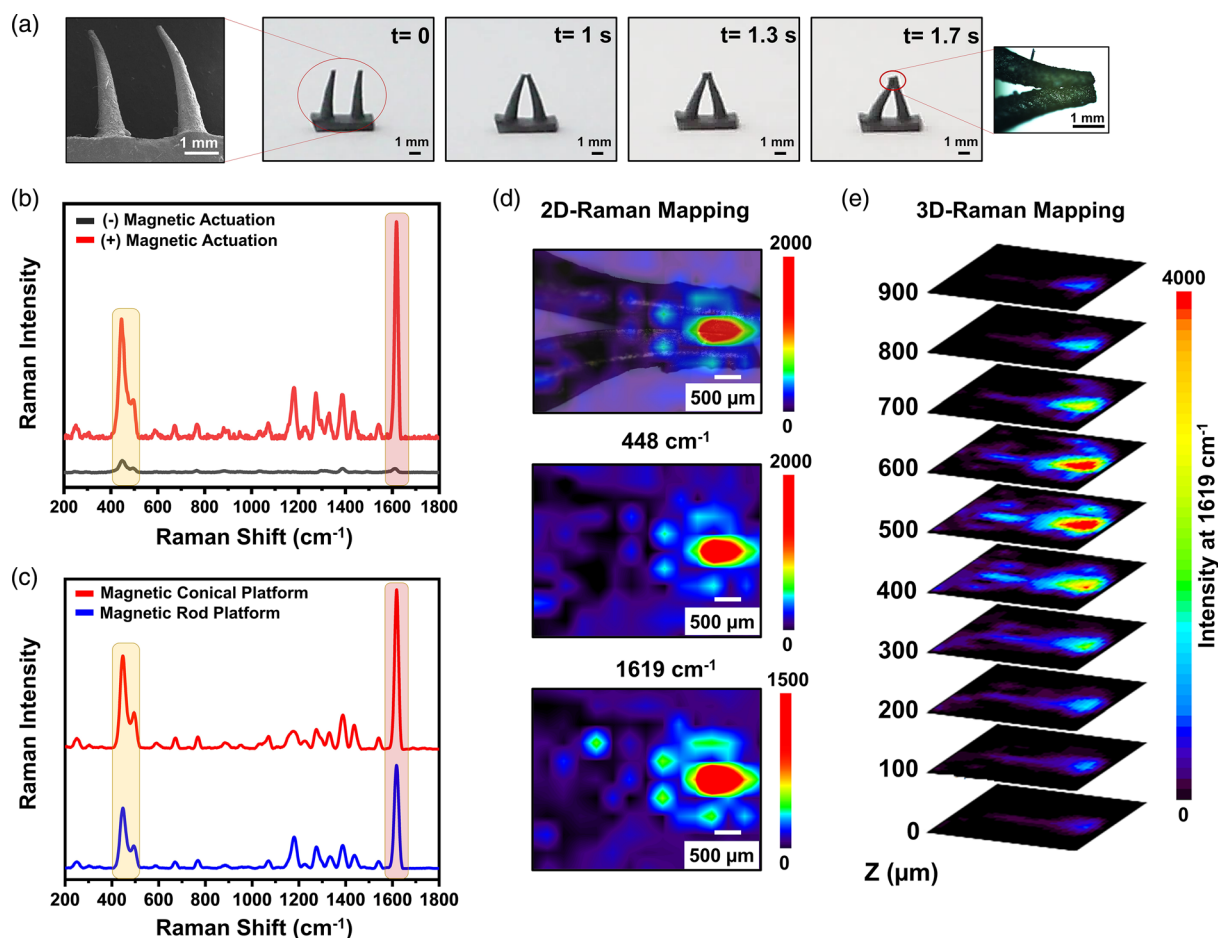 (a)
t= 0
t= 1 s
t= 1.3 s
t= 1.7 s
1 mm
1 mm
1 mm
1 mm
1 mm
1 mm
(b)
(-) Magnetic Actuation
(+) Magnetic Actuation
Raman Intensity
200 400 600 800 1000 1200 1400 1600 1800
Raman Shift (cm-1)
(c)
Magnetic Conical Platform
Magnetic Rod Platform
Raman Intensity
200 400 600 800 1000 1200 1400 1600 1800
Raman Shift (cm-1)
(d)
2D-Raman Mapping
2000
500 µm
0
448 cm-1
2000
500 µm
0
1619 cm-1
1500
500 µm
0
(e)
3D-Raman Mapping
900
800
700
600
500
400
300
200
100
0
Z (µm)
4000
Intensity at 1619 cm-1
0